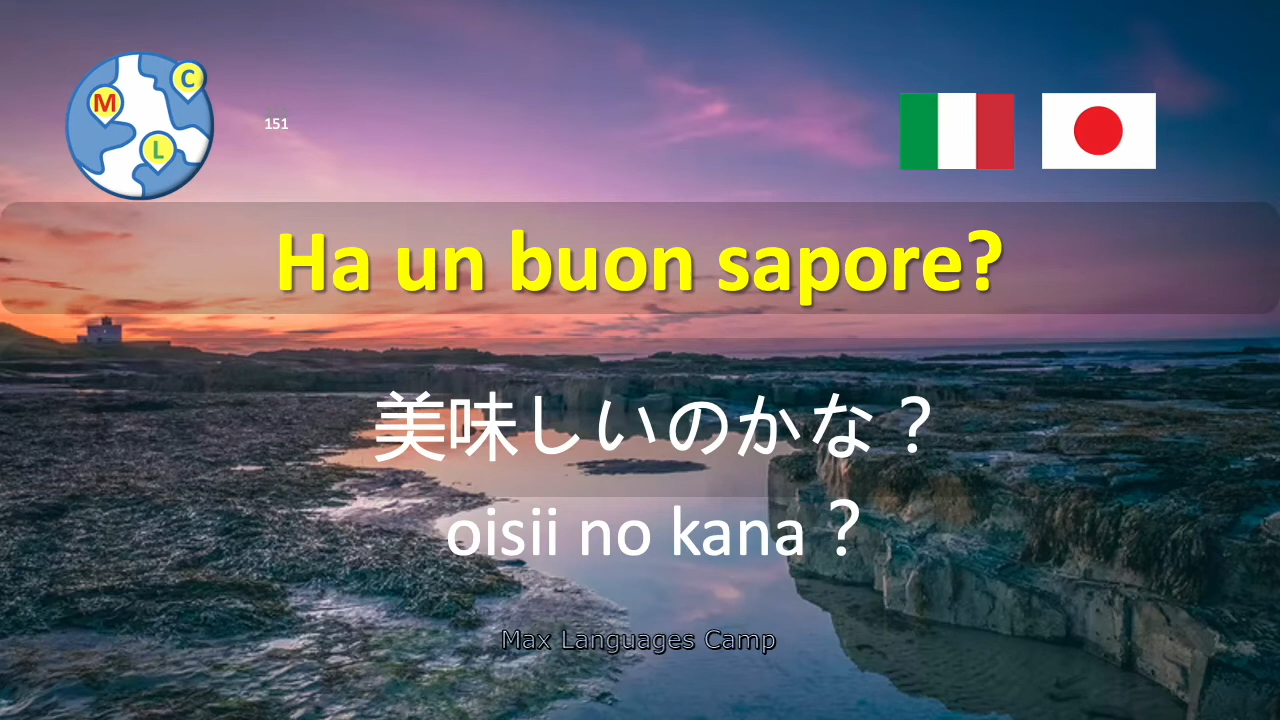 C
M
L
151
Ha un buon sapore?
美味しいのかな？
oisii no kana？
Max Languages Camp